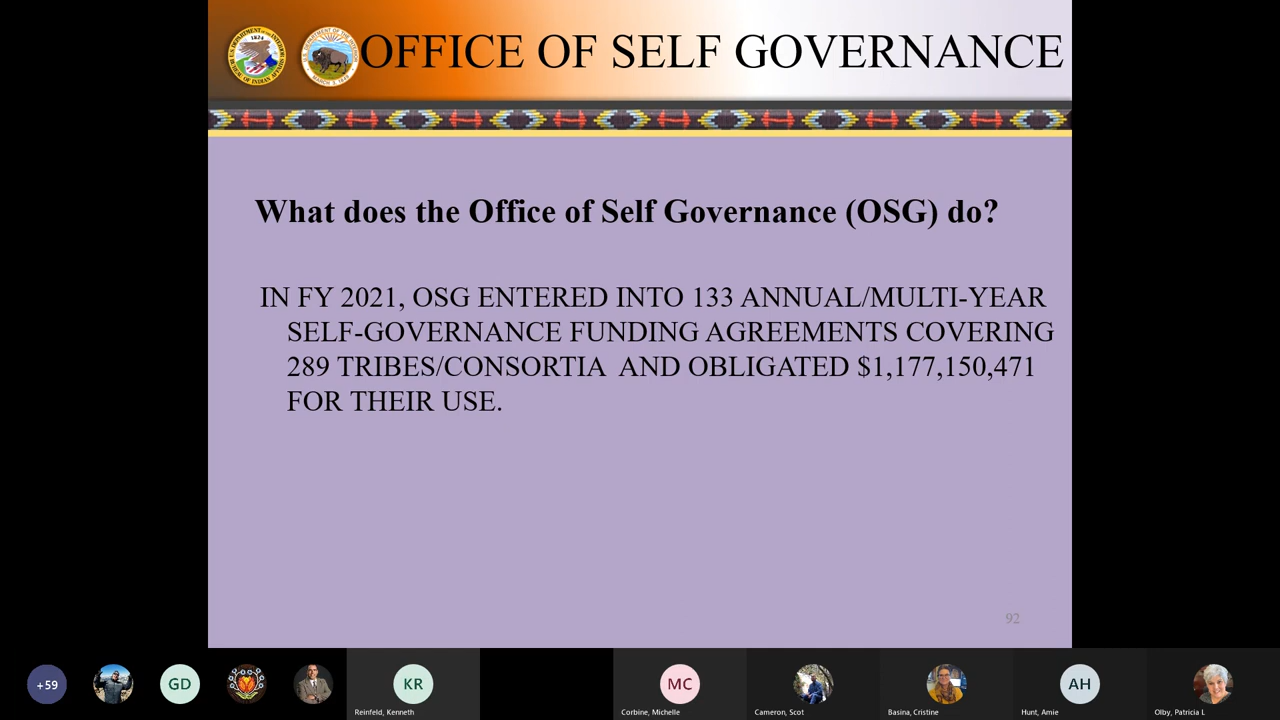 OFFICE OF SELF GOVERNANCE
What does the Office of Self Governance (OSG) do?
IN FY 2021, OSG ENTERED INTO 133 ANNUAL/MULTI-YEAR
SELF-GOVERNANCE FUNDING AGREEMENTS COVERING
289 TRIBES/CONSORTIA AND OBLIGATED $1,177,150,471
FOR THEIR USE.
92
+59
GD
KR
MC
AH
Reinfeld, Kenneth
Corbine, Michelle
Cameron, Scot
Basina, Cristine
Hunt, Amie
Olby, Patricia L